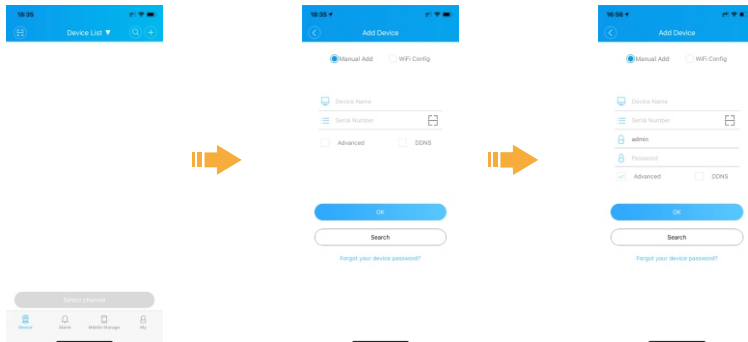 18:35
Device List ▼
Select channel
Device
Alarm
Mobile Manage
My
18:35
Add Device
Manual Add WiFi Config
Device Name
Serial Number
Advanced DDNS
OK
Search
Forgot your device password?
16:56
Add Device
Manual Add WiFi Config
Device Name
Serial Number
admin
Password
Advanced DDNS
OK
Search
Forgot your device password?